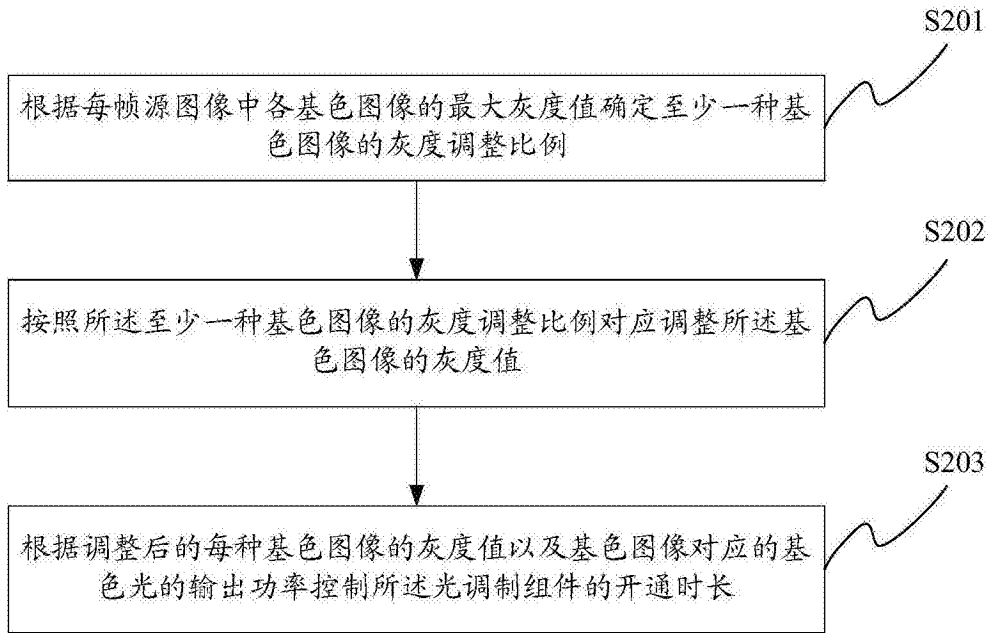 S201
根据每帧源图像中各基色图像的最大灰度值确定至少一种基
色图像的灰度调整比例
S202
按照所述至少一种基色图像的灰度调整比例对应调整所述基
色图像的灰度值
S203
根据调整后的每种基色图像的灰度值以及基色图像对应的基
色光的输出功率控制所述光调制组件的开通时长